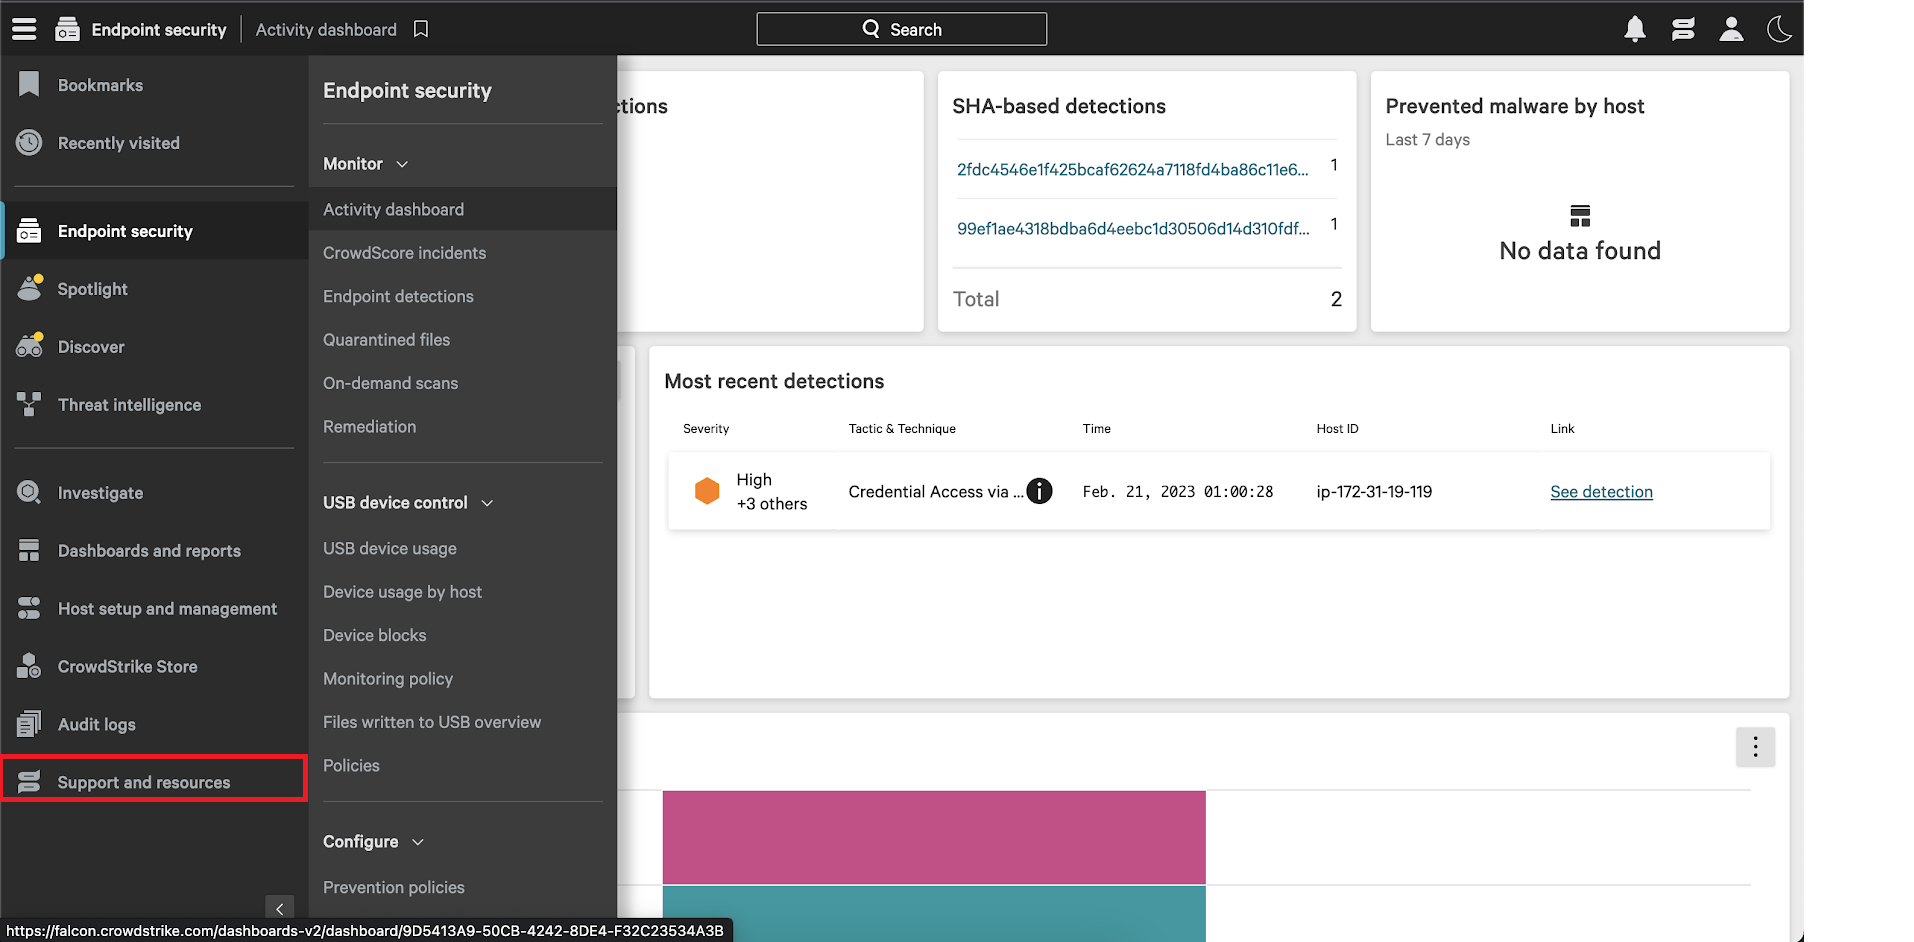 Endpoint security
Activity dashboard
Search
Bookmarks
Recently visited
Endpoint security
Spotlight
Discover
Threat intelligence
Investigate
Dashboards and reports
Host setup and management
CrowdStrike Store
Audit logs
Support and resources
Endpoint security
Monitor
Activity dashboard
CrowdScore incidents
Endpoint detections
Quarantined files
On-demand scans
Remediation
USB device control
USB device usage
Device usage by host
Device blocks
Monitoring policy
Files written to USB overview
Policies
Configure
Prevention policies
ctions
SHA-based detections
2fdc4546e1f425bcaf62624a7118fd4ba86c11e6... 1
99ef1ae4318bdba6d4eebc1d30506d14d310fdf... 1
Total 2
Prevented malware by host
Last 7 days
No data found
Most recent detections
Severity Tactic & Technique Time Host ID Link
High
+3 others
Credential Access via ... Feb. 21, 2023 01:00:28 ip-172-31-19-119 See detection
https://falcon.crowdstrike.com/dashboards-v2/dashboard/9D5413A9-50CB-4242-8DE4-F32C23534A3B